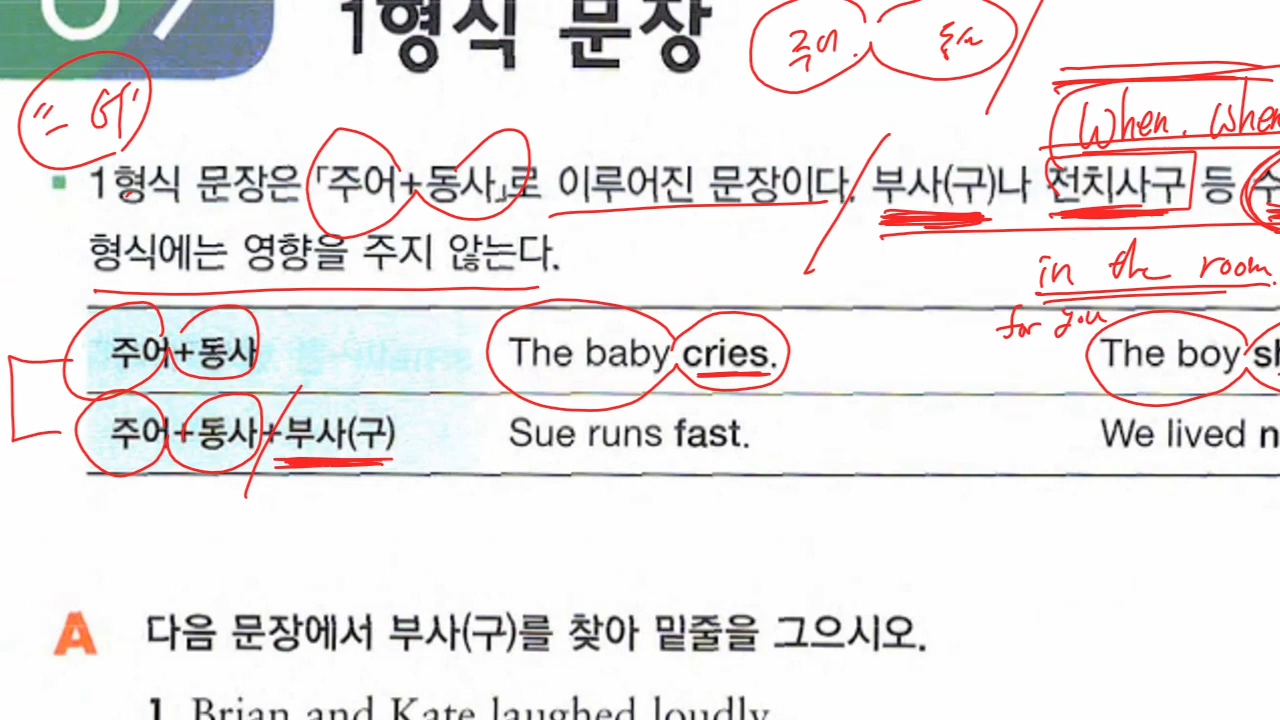 1형식 문장
주어. 동사
When. Where
1형식 문장은 「주어+동사」로 이루어진 문장이다. 부사(구)나 전치사구 등
형식에는 영향을 주지 않는다.
in the room.
for you
주어+동사 The baby cries. The boy
주어+동사+부사(구) Sue runs fast. We lived
A 다음 문장에서 부사(구)를 찾아 밑줄을 그으시오.
1 Brian and Kate laughed loudly.